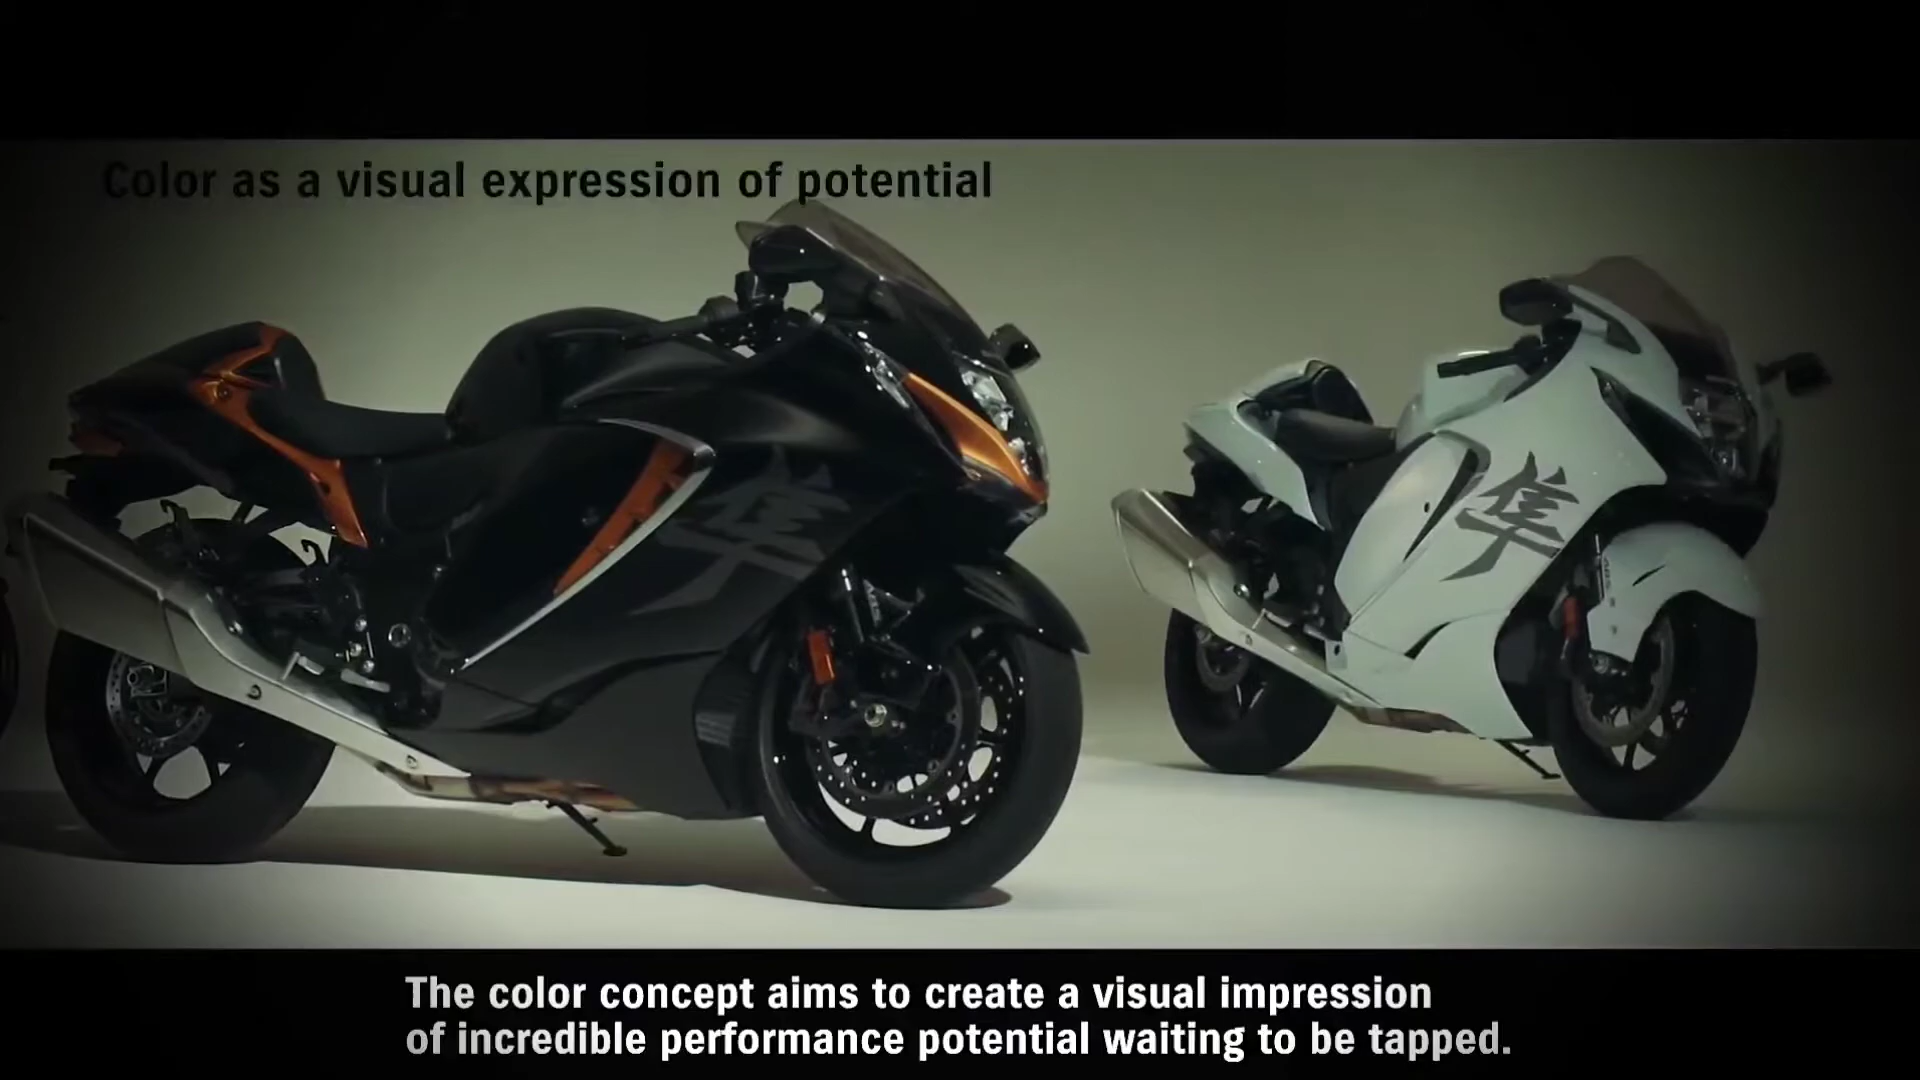 Color as a visual expression of potential
隼
隼
The color concept aims to create a visual impression
of incredible performance potential waiting to be tapped.